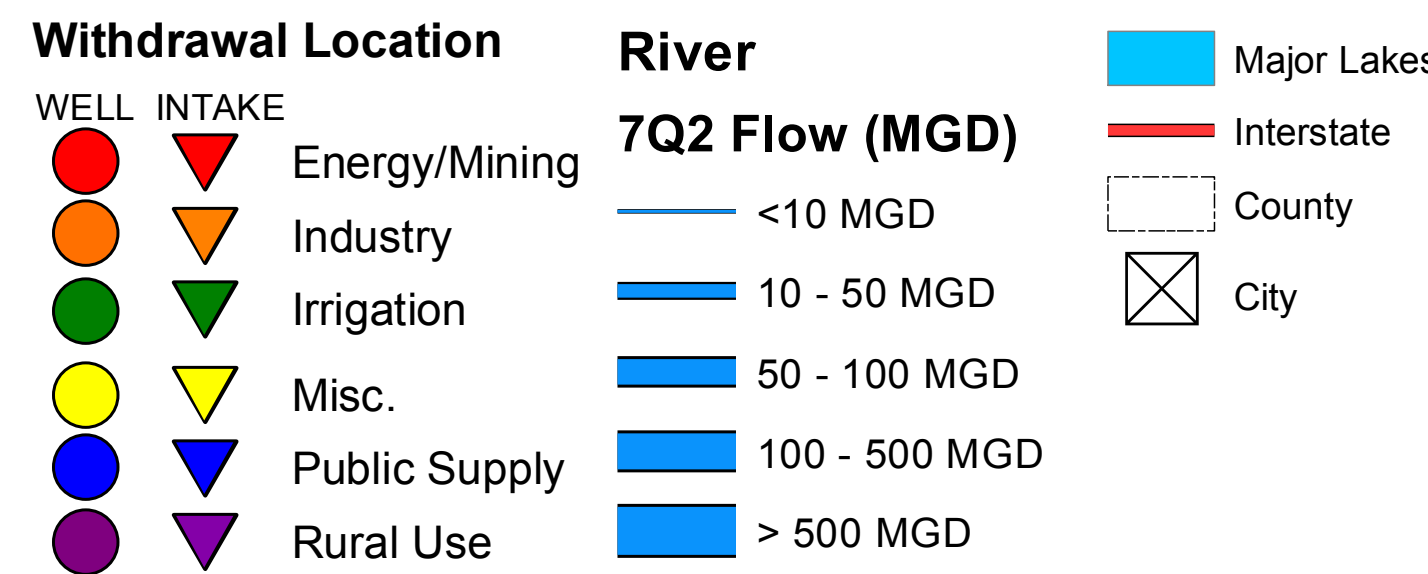 Withdrawal Location
WELL INTAKE
Energy/Mining
Industry
Irrigation
Misc.
Public Supply
Rural Use
River
7Q2 Flow (MGD)
<10 MGD
10 - 50 MGD
50 - 100 MGD
100 - 500 MGD
> 500 MGD
Major Lakes
Interstate
County
City